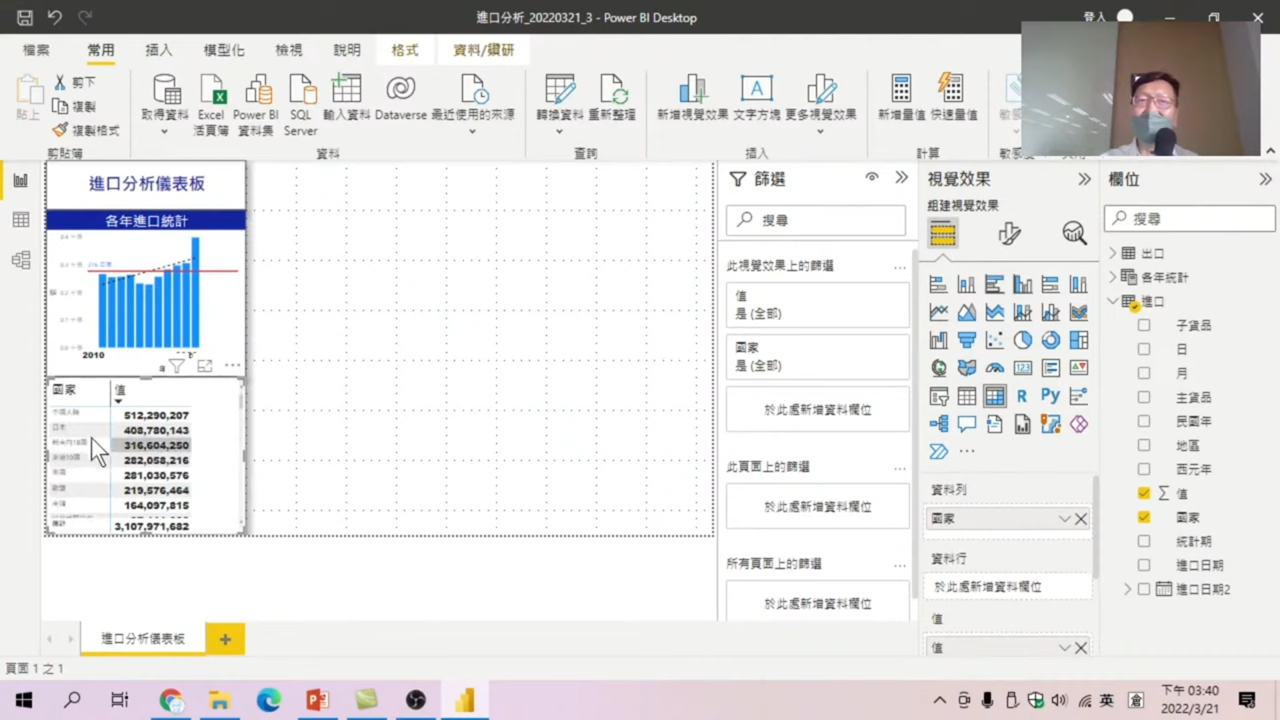 進口分析_20220321_3 - Power BI Desktop
登入
檔案 常用 插入 模型化 檢視 說明 格式 資料/鑽研
貼上 剪下 複製 複製格式
剪貼簿
取得資料 Excel 活頁簿 Power BI 資料集 SQL Server 輸入資料 Dataverse 最近使用的來源
資料
轉換資料 重新整理
查詢
新增視覺效果 文字方塊 更多視覺效果
插入
新增量值 快速量值
計算
進口分析儀表板
各年進口統計
2010
國家 值
512,290,207
日本 408,780,143
316,604,250
282,058,216
281,030,576
219,576,464
164,097,815
總計 3,107,971,682
篩選
搜尋
此視覺效果上的篩選 ...
值
是 (全部)
國家
是 (全部)
於此處新增資料欄位
此頁面上的篩選 ...
於此處新增資料欄位
所有頁面上的篩選 ...
於此處新增資料欄位
視覺效果
組建視覺效果
R Py
123
...
資料列
國家
資料行
於此處新增資料欄位
值
值
欄位
搜尋
出口
各年統計
進口
子貨品
日
月
主貨品
民國年
地區
西元年
值
國家
統計期
進口日期
進口日期2
進口分析儀表板
頁面 1 之 1
英 倉
下午 03:40
2022/3/21